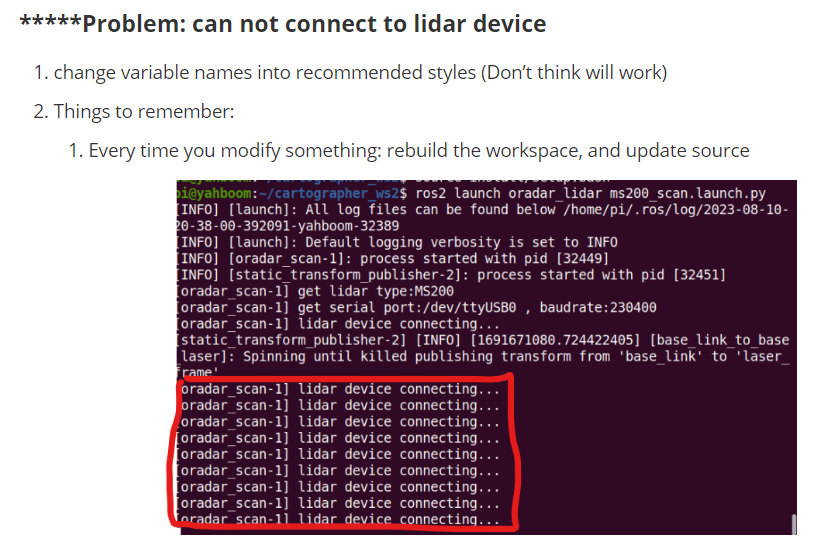 *****Problem: can not connect to lidar device
1. change variable names into recommended styles (Don’t think will work)
2. Things to remember:
1. Every time you modify something: rebuild the workspace, and update source
pi@yahboom:~/cartographer_ws2$ ros2 launch oradar_lidar ms200_scan.launch.py
[INFO] [launch]: All log files can be found below /home/pi/.ros/log/2023-08-10-
20-38-00-392091-yahboom-32389
[INFO] [launch]: Default logging verbosity is set to INFO
[INFO] [oradar_scan-1]: process started with pid [32449]
[INFO] [static_transform_publisher-2]: process started with pid [32451]
[oradar_scan-1] get lidar type:MS200
[oradar_scan-1] get serial port:/dev/ttyUSB0 , baudrate:230400
[oradar_scan-1] lidar device connecting...
[static_transform_publisher-2] [INFO] [1691671080.724422405] [base_link_to_base
_laser]: Spinning until killed publishing transform from 'base_link' to 'laser_
frame'
[oradar_scan-1] lidar device connecting...
[oradar_scan-1] lidar device connecting...
[oradar_scan-1] lidar device connecting...
[oradar_scan-1] lidar device connecting...
[oradar_scan-1] lidar device connecting...
[oradar_scan-1] lidar device connecting...
[oradar_scan-1] lidar device connecting...
[oradar_scan-1] lidar device connecting...
[oradar_scan-1] lidar device connecting...